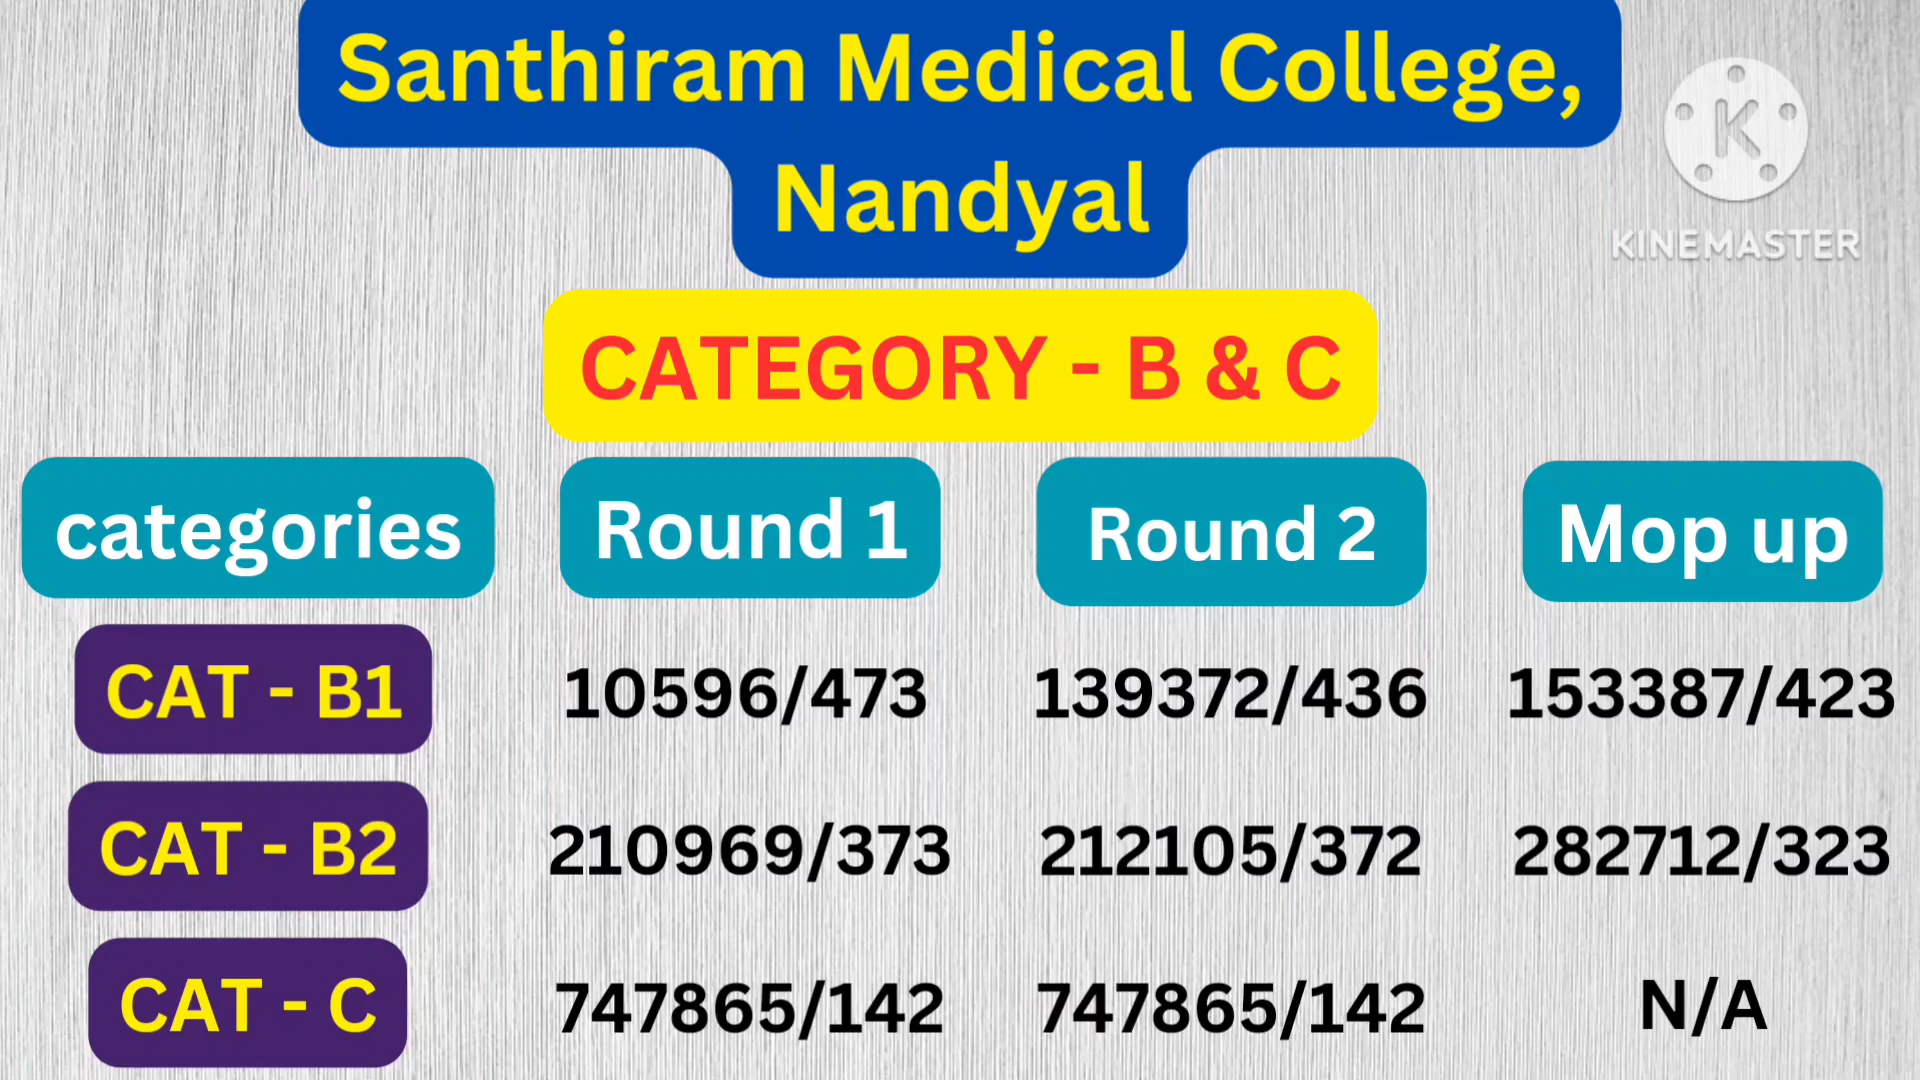 Santhiram Medical College,
Nandyal
K
KINEMASTER
CATEGORY - B & C
categories Round 1 Round 2 Mop up
CAT - B1 10596/473 139372/436 153387/423
CAT - B2 210969/373 212105/372 282712/323
CAT - C 747865/142 747865/142 N/A